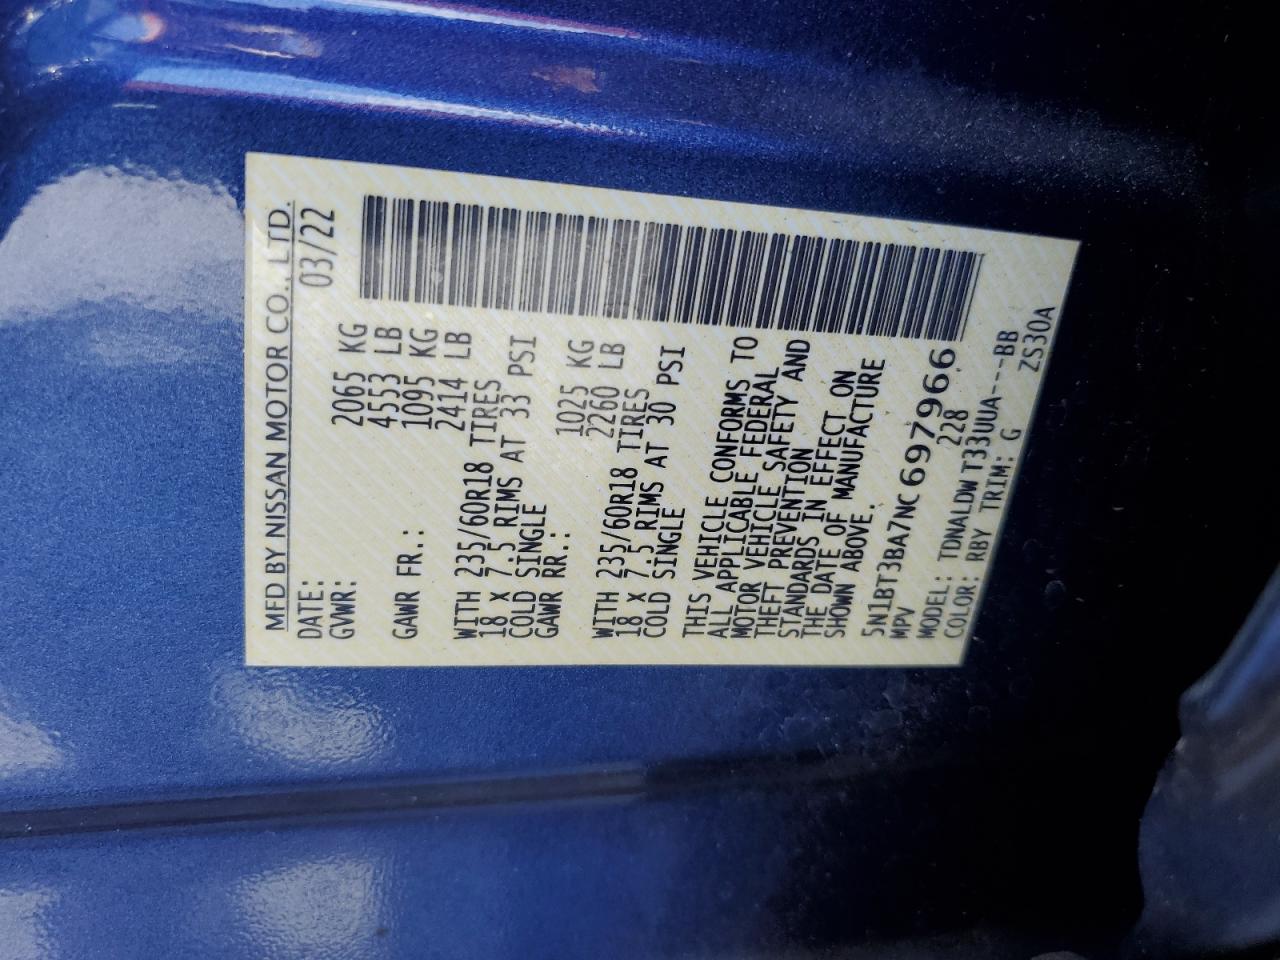 MFD BY NISSAN MOTOR CO., LTD.
DATE: 03/22
GVWR: 2065 KG
4553 LB
GAWR FR.: 1095 KG
2414 LB
WITH 235/60R18 TIRES
18 X 7.5 RIMS AT 33 PSI
COLD SINGLE
GAWR RR.: 1025 KG
2260 LB
WITH 235/60R18 TIRES
18 X 7.5 RIMS AT 30 PSI
COLD SINGLE
THIS VEHICLE CONFORMS TO
ALL APPLICABLE FEDERAL
MOTOR VEHICLE SAFETY AND
THEFT PREVENTION
STANDARDS IN EFFECT ON
THE DATE OF MANUFACTURE
SHOWN ABOVE.
5N1BT3BA7NC697966
MPV 228
MODEL: TDNALDWT33UUA---BB
COLOR: RBY TRIM: G ZS30A